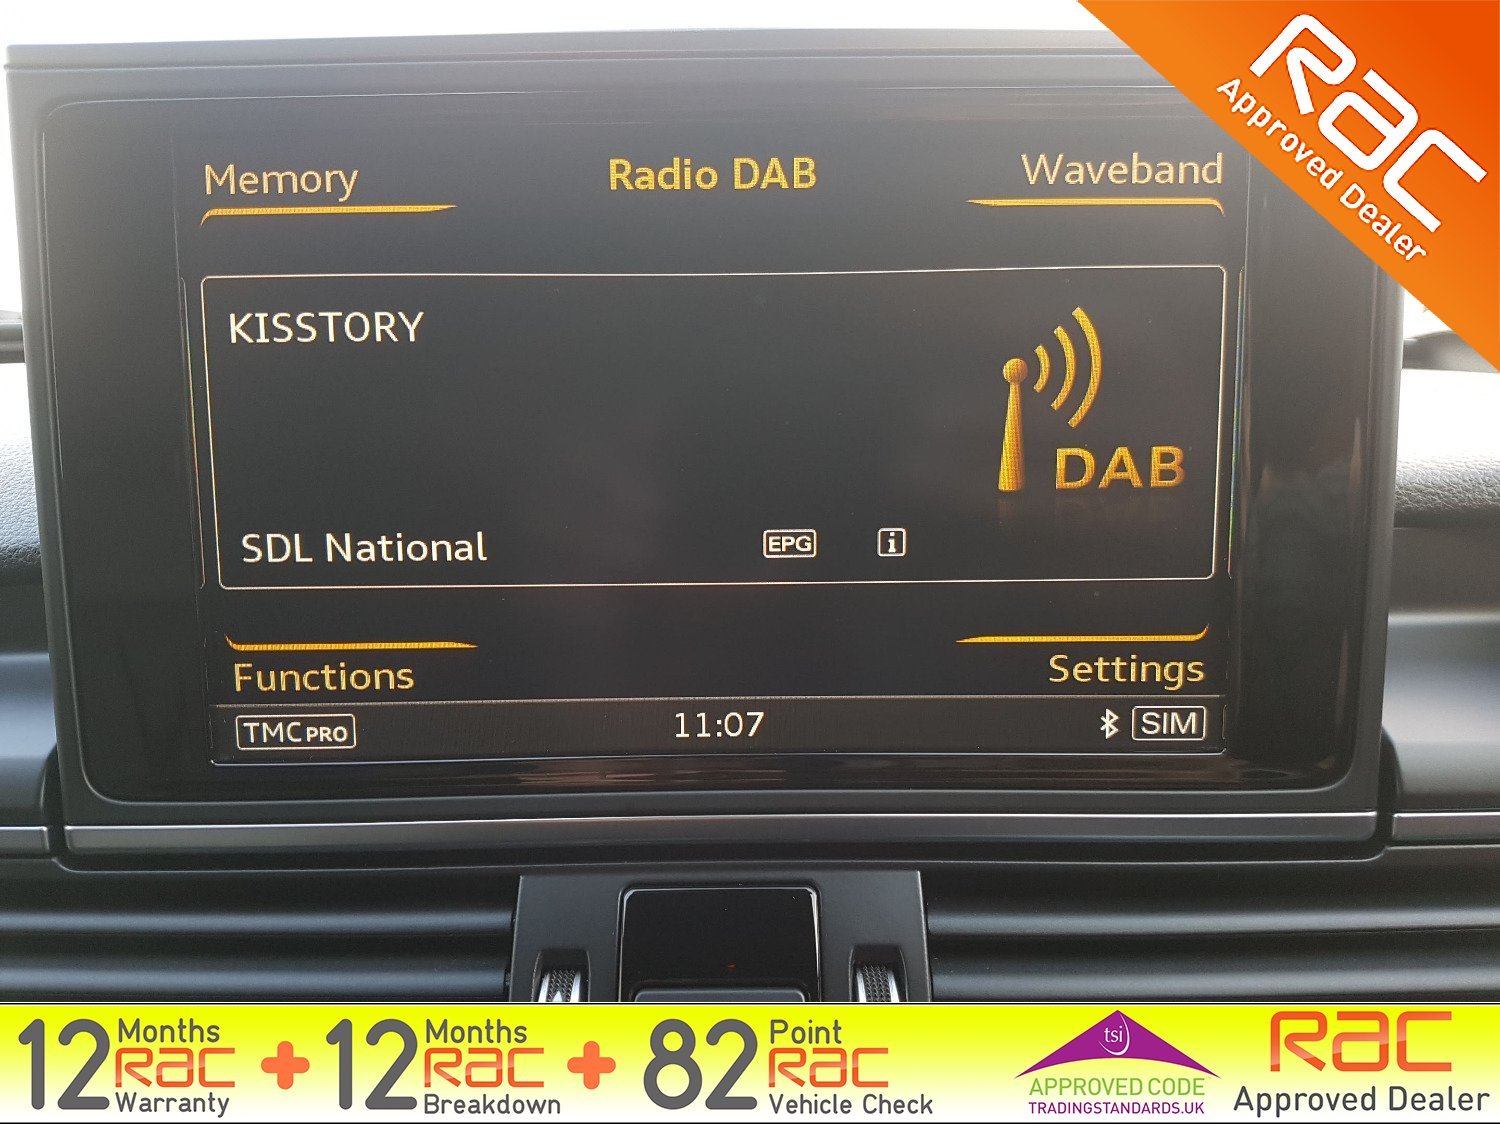 Memory
Radio DAB
Waveband
KISSTORY
DAB
SDL National
EPG
i
Functions
Settings
TMC PRO
11:07
SIM
RAC
Approved Dealer
12 Months RAC Warranty + 12 Months RAC Breakdown + 82 Point RAC Vehicle Check
tsi
APPROVED CODE
TRADINGSTANDARDS.UK
RAC
Approved Dealer